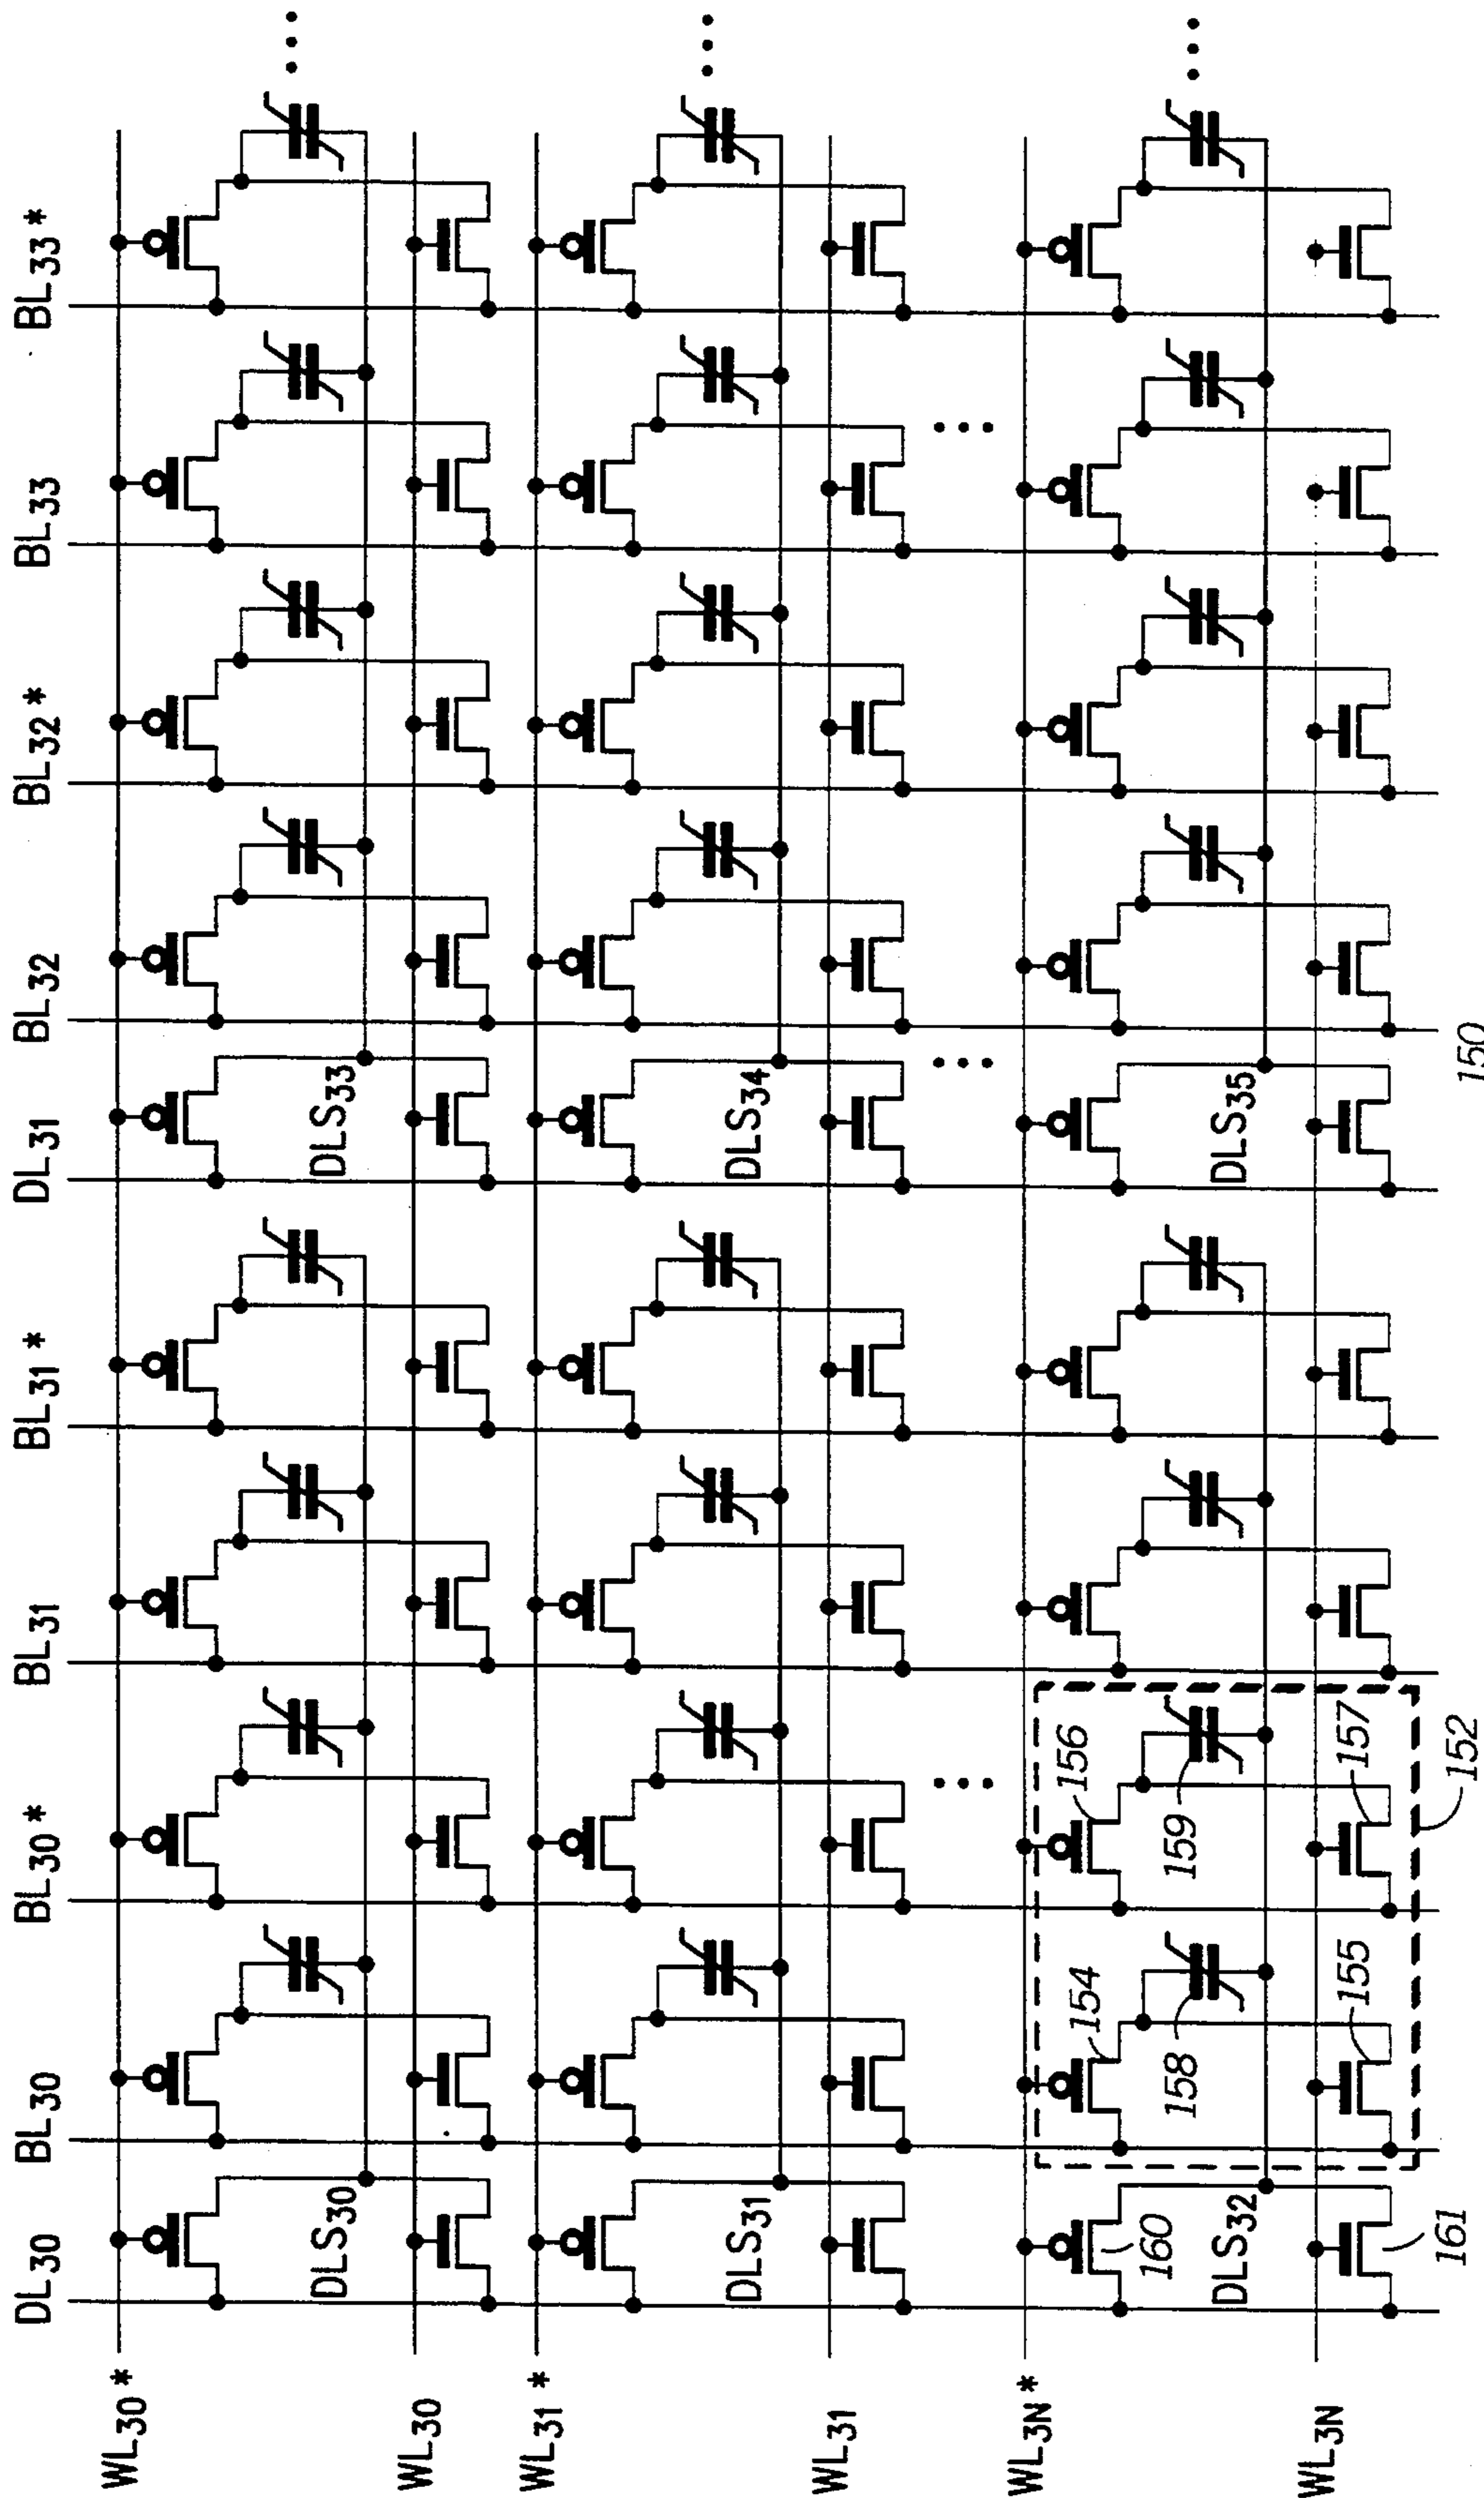 DL30 BL30 BL30* BL31 BL31* DL31 BL32 BL32* BL33 BL33*
WL30*
DLS30 DLS33
WL30
WL31*
DLS31 DLS34
WL31
WL3N*
154 156
160 158 159
DLS32 DLS35
WL3N
155 157
161 152
150